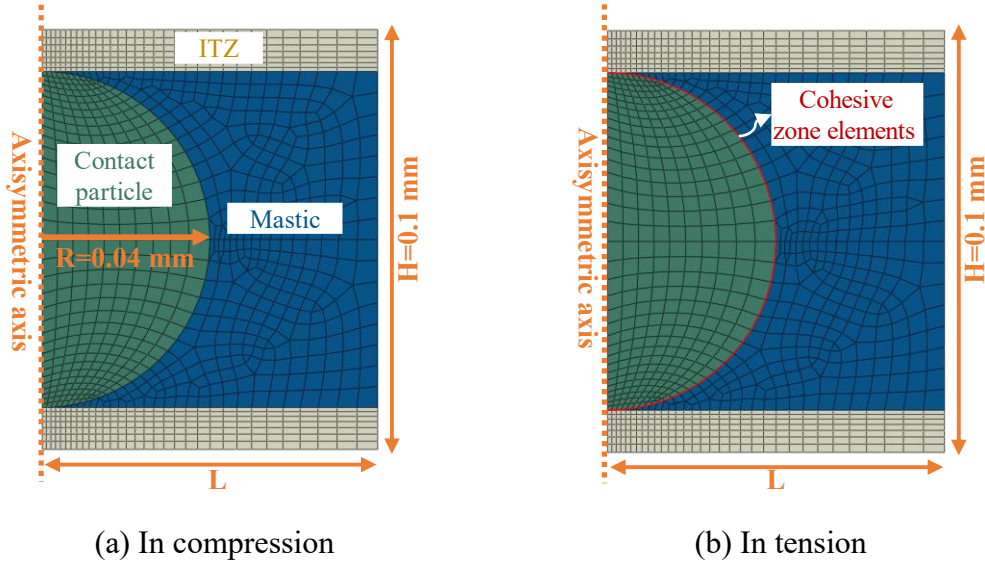 ITZ
Contact
particle
Mastic
R=0.04 mm
Axisymmetric axis
H=0.1 mm
L
(a) In compression
Cohesive
zone elements
Axisymmetric axis
H=0.1 mm
L
(b) In tension